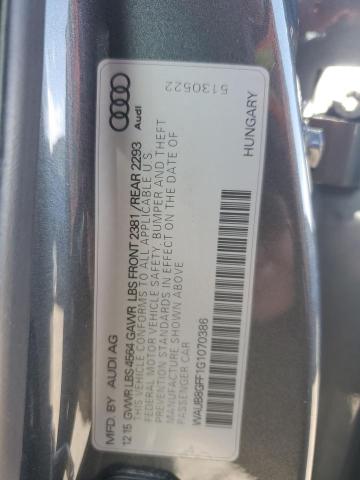 MFD BY AUDI AG
12 15 GVWR LBS 4564 GAWR LBS FRONT 2381 /REAR 2293
THIS VEHICLE CONFORMS TO ALL APPLICABLE U'S
FEDERAL MOTOR VEHICLE SAFETY, BUMPER AND THEFT
PREVENTION STANDARDS IN EFFECT ON THE DATE OF
MANUFACTURE SHOWN ABOVE
PASSENGER CAR
WAUB8GFF1G1070386
Audi
5130522
HUNGARY